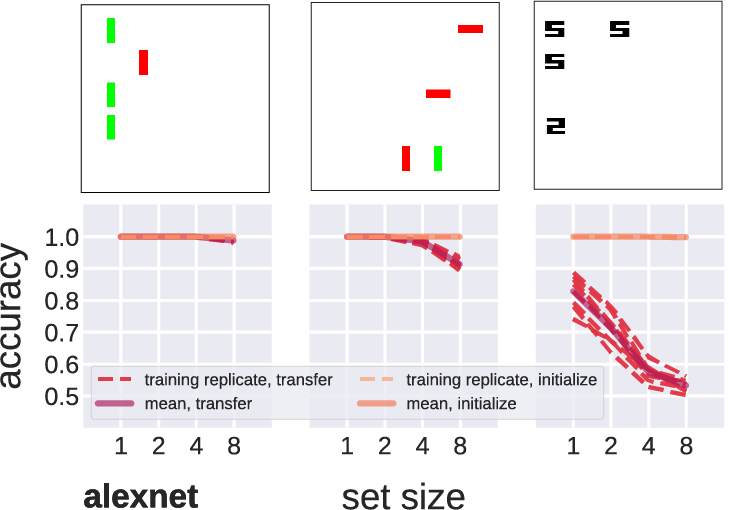 5 5
5
2
accuracy
1.0
0.9
0.8
0.7
0.6
0.5
training replicate, transfer
training replicate, initialize
mean, transfer
mean, initialize
1 2 4 8
1 2 4 8
1 2 4 8
alexnet
set size